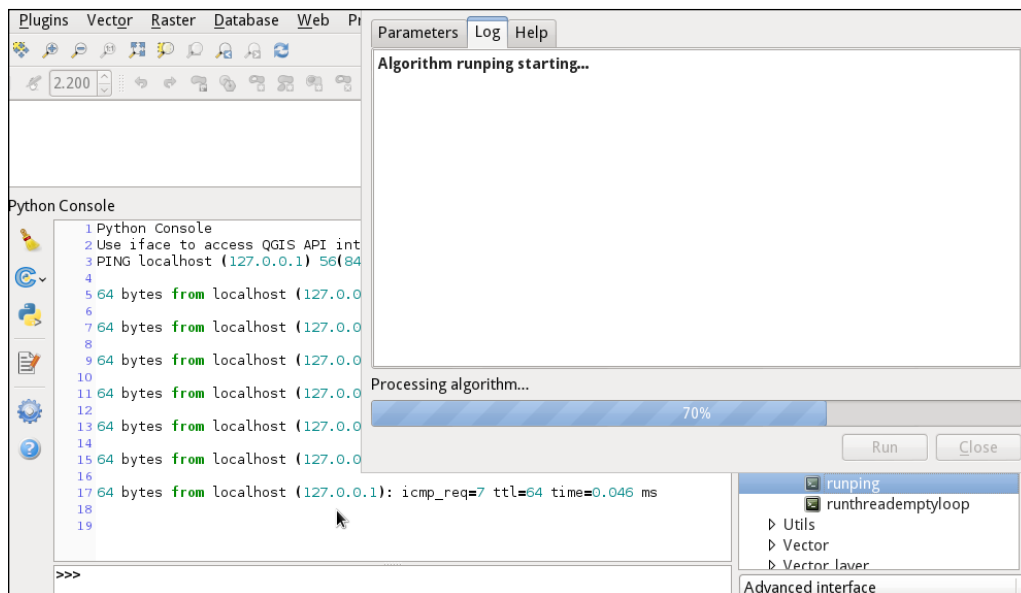 Plugins Vector Raster Database Web
Parameters Log Help
2.200
Algorithm runping starting...
Python Console
1 Python Console
2 Use iface to access QGIS API int
3 PING localhost (127.0.0.1) 56(84
4
5 64 bytes from localhost (127.0.0
6
7 64 bytes from localhost (127.0.0
8
9 64 bytes from localhost (127.0.0
10
11 64 bytes from localhost (127.0.0
12
13 64 bytes from localhost (127.0.0
14
15 64 bytes from localhost (127.0.0
16
17 64 bytes from localhost (127.0.0.1): icmp_req=7 ttl=64 time=0.046 ms
18
19
>>>
Processing algorithm...
70%
Run Close
runping
runthreademptyloop
Utils
Vector
Vector layer
Advanced interface